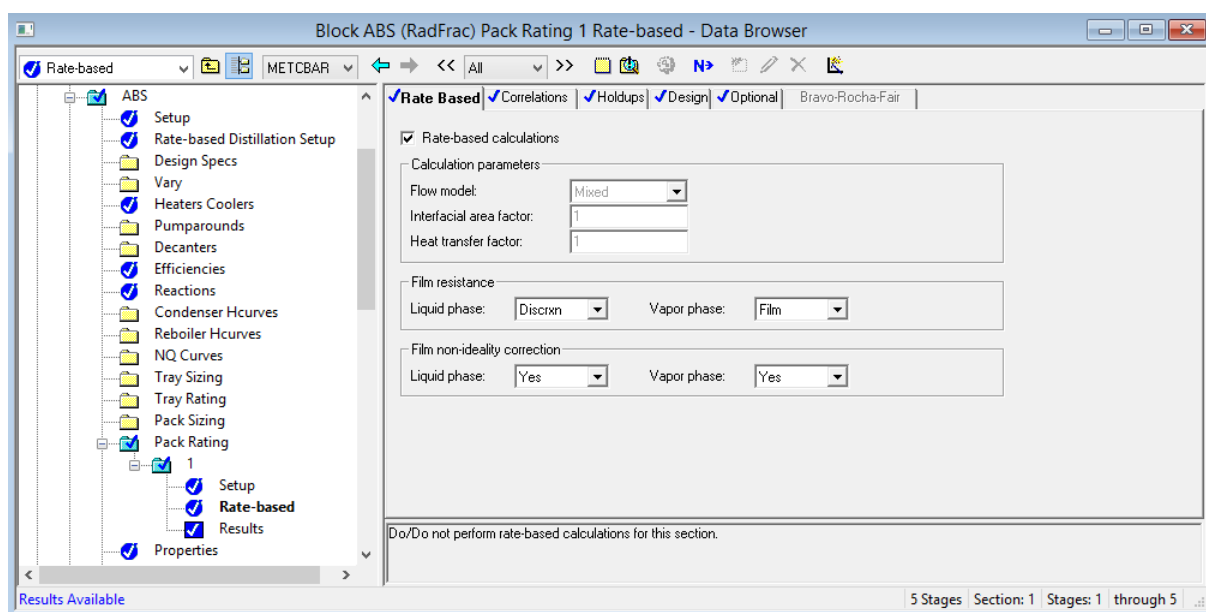 Block ABS (RadFrac) Pack Rating 1 Rate-based - Data Browser
Rate-based METCBAR << All >> N>
ABS
Setup
Rate-based Distillation Setup
Design Specs
Vary
Heaters Coolers
Pumparounds
Decanters
Efficiencies
Reactions
Condenser Hcurves
Reboiler Hcurves
NQ Curves
Tray Sizing
Tray Rating
Pack Sizing
Pack Rating
1
Setup
Rate-based
Results
Properties
Rate Based Correlations Holdups Design Optional Bravo-Rocha-Fair
Rate-based calculations
Calculation parameters
Flow model: Mixed
Interfacial area factor: 1
Heat transfer factor: 1
Film resistance
Liquid phase: Discrxn Vapor phase: Film
Film non-ideality correction
Liquid phase: Yes Vapor phase: Yes
Do/Do not perform rate-based calculations for this section.
Results Available 5 Stages Section: 1 Stages: 1 through 5